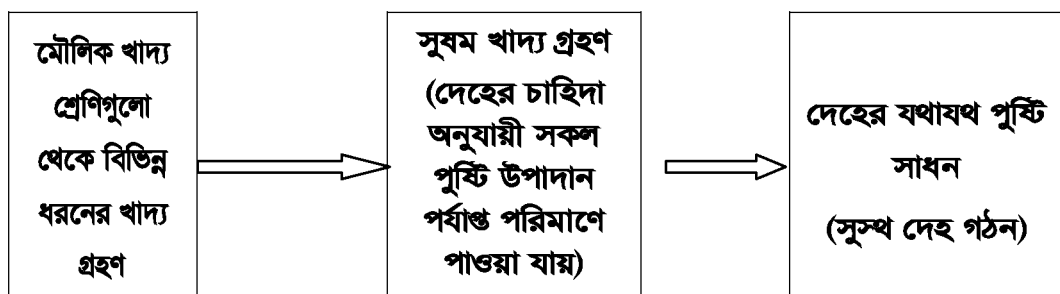 মৌলিক খাদ্য
শ্রেণিগুলো
থেকে বিভিন্ন
ধরনের খাদ্য
গ্রহণ
সুষম খাদ্য গ্রহণ
(দেহের চাহিদা
অনুযায়ী সকল
পুষ্টি উপাদান
পর্যাপ্ত পরিমাণে
পাওয়া যায়)
দেহের যথাযথ পুষ্টি
সাধন
(সুস্থ দেহ গঠন)